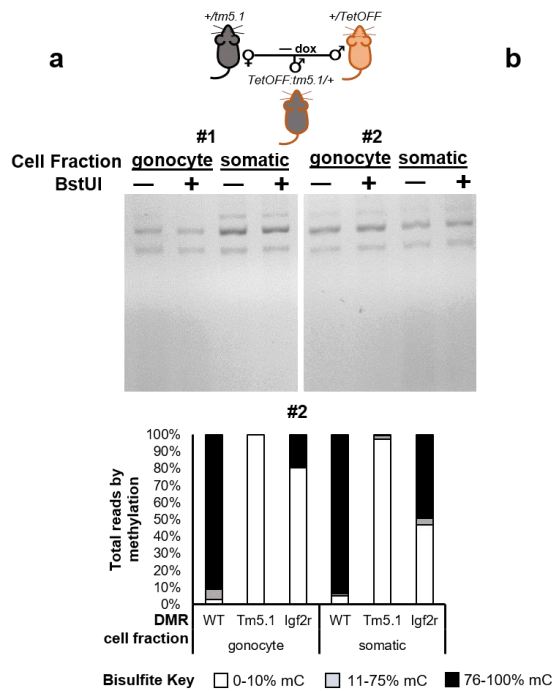 +/tm5.1
+/TetOFF
a
— dox
b
♀
♂
♂
TetOFF:tm5.1/+
#1
#2
Cell Fraction gonocyte somatic gonocyte somatic
BstUI — + — + — + — +
#2
Total reads by methylation
100%
90%
80%
70%
60%
50%
40%
30%
20%
10%
0%
DMR WT Tm5.1 Igf2r WT Tm5.1 Igf2r
cell fraction gonocyte somatic
Bisulfite Key 0-10% mC 11-75% mC 76-100% mC